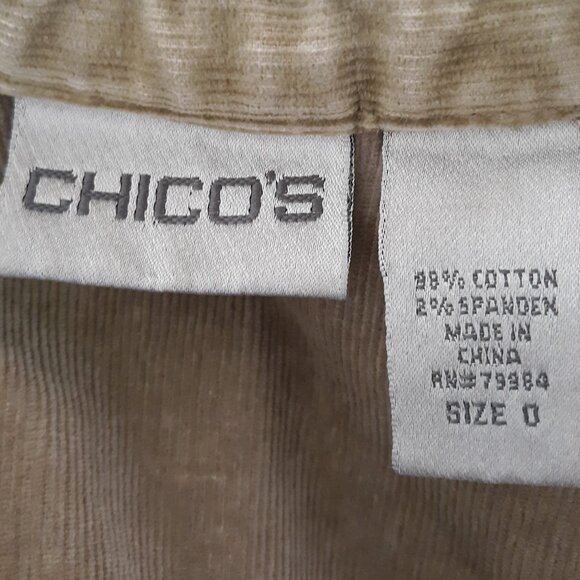 CHICO'S
98% COTTON
2% SPANDEX
MADE IN
CHINA
RN#79984
SIZE 0